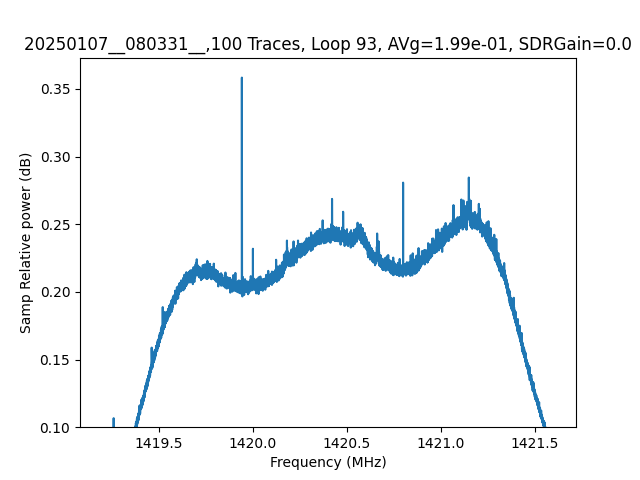 20250107__080331__,100 Traces, Loop 93, AVg=1.99e-01, SDRGain=0.0
Samp Relative power (dB)
0.35
0.30
0.25
0.20
0.15
0.10
1419.5 1420.0 1420.5 1421.0 1421.5
Frequency (MHz)